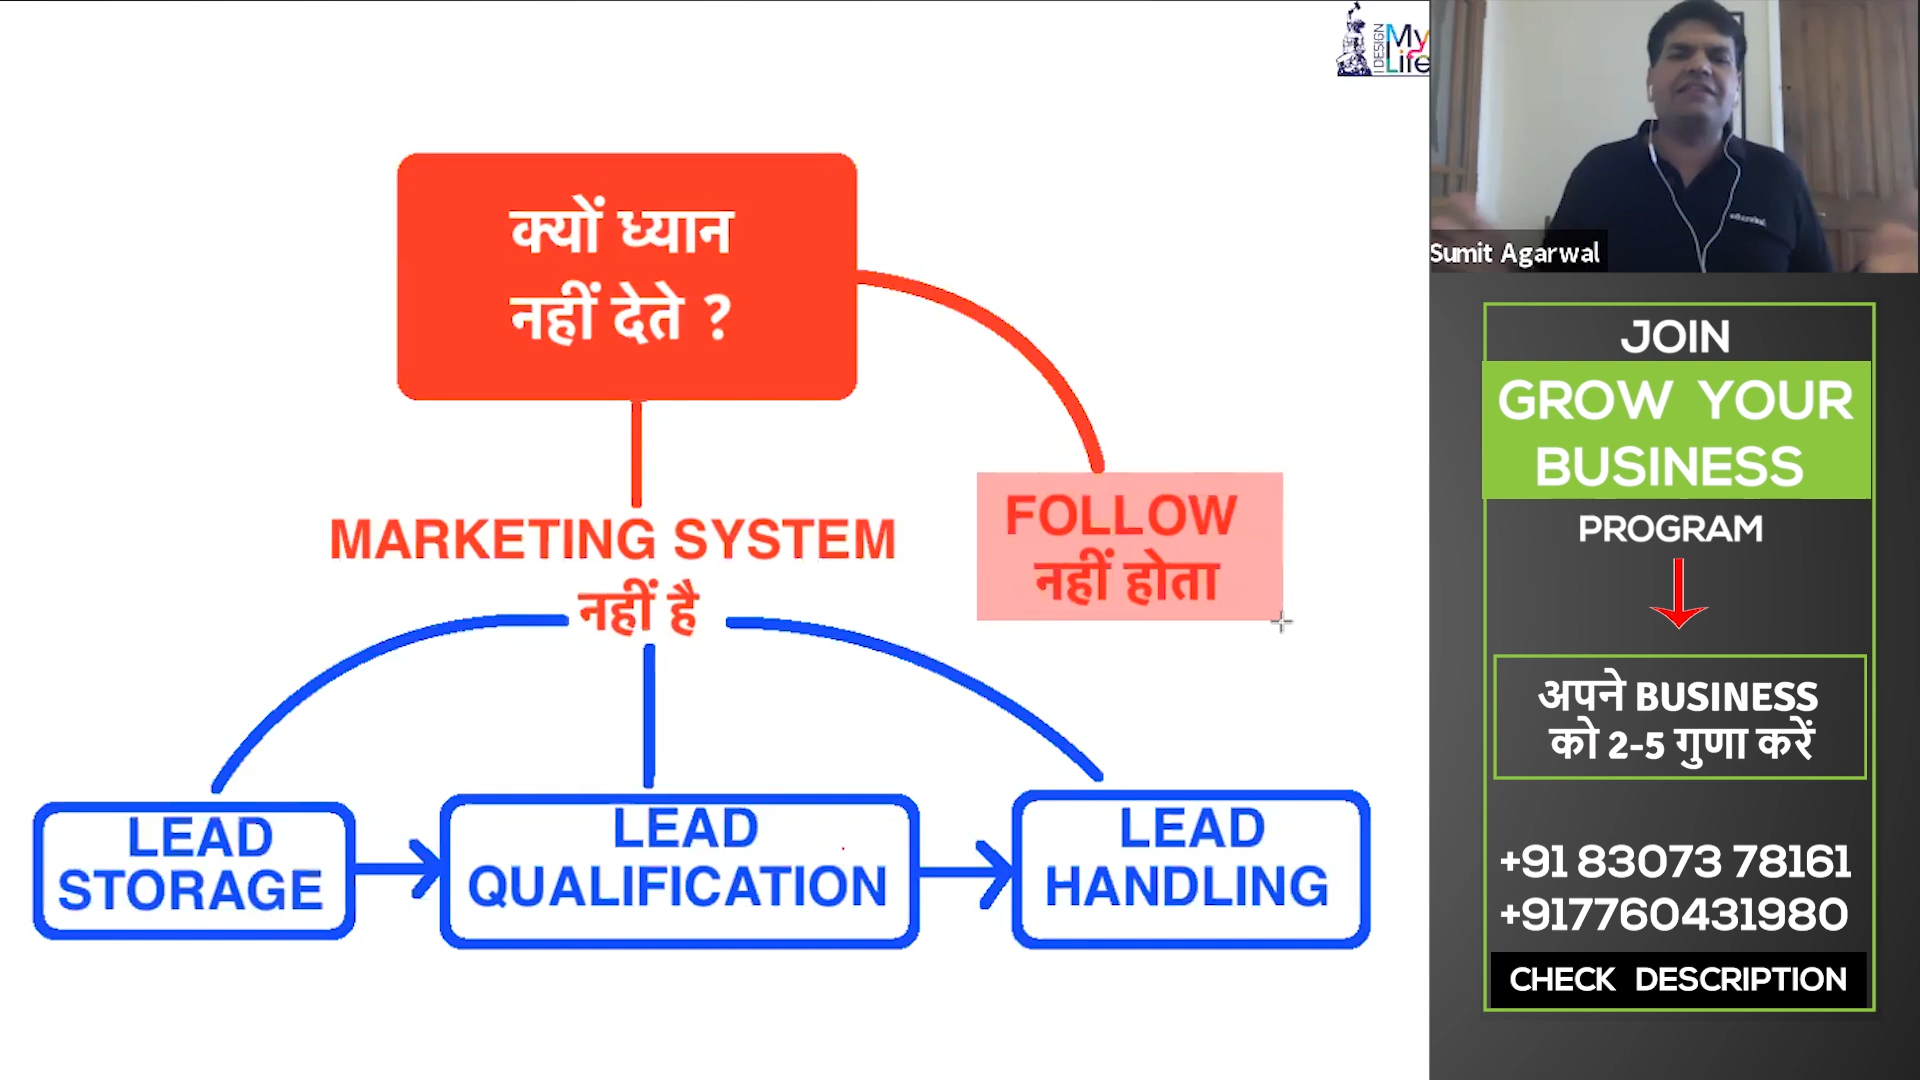 I DESIGN
My
Life
क्यों ध्यान
नहीं देते ?
MARKETING SYSTEM
नहीं है
FOLLOW
नहीं होता
LEAD
STORAGE
LEAD
QUALIFICATION
LEAD
HANDLING
Sumit Agarwal
JOIN
GROW YOUR
BUSINESS
PROGRAM
अपने BUSINESS
को 2-5 गुणा करें
+91 83073 78161
+917760431980
CHECK DESCRIPTION